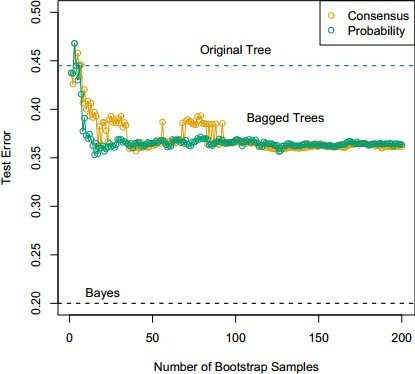 Consensus
Probability
Original Tree
Bagged Trees
Bayes
Test Error
0.50
0.45
0.40
0.35
0.30
0.25
0.20
0
50
100
150
200
Number of Bootstrap Samples